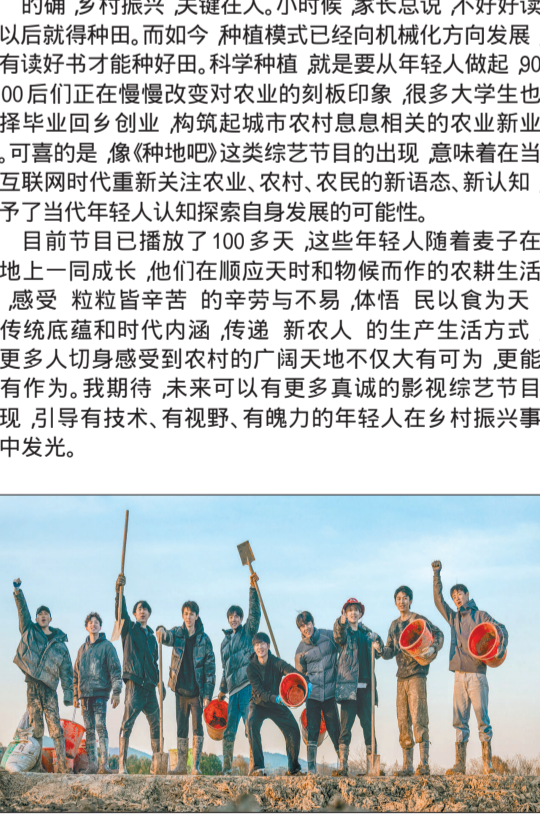 的确,乡村振兴,关键在人。小时候,家长总说,不好好读
以后就得种田。而如今,种植模式已经向机械化方向发展,
有读好书才能种好田。科学种植,就是要从年轻人做起,90
00后们正在慢慢改变对农业的刻板印象,很多大学生也
择毕业回乡创业,构筑起城市农村息息相关的农业新业
。可喜的是,像《种地吧》这类综艺节目的出现,意味着在当
互联网时代重新关注农业、农村、农民的新语态、新认知,
予了当代年轻人认知探索自身发展的可能性。
目前节目已播放了100多天,这些年轻人随着麦子在
地上一同成长,他们在顺应天时和物候而作的农耕生活
,感受 粒粒皆辛苦 的辛劳与不易,体悟 民以食为天
传统底蕴和时代内涵,传递 新农人 的生产生活方式,
更多人切身感受到农村的广阔天地不仅大有可为,更能
有作为。我期待,未来可以有更多真诚的影视综艺节目
现,引导有技术、有视野、有魄力的年轻人在乡村振兴事
中发光。